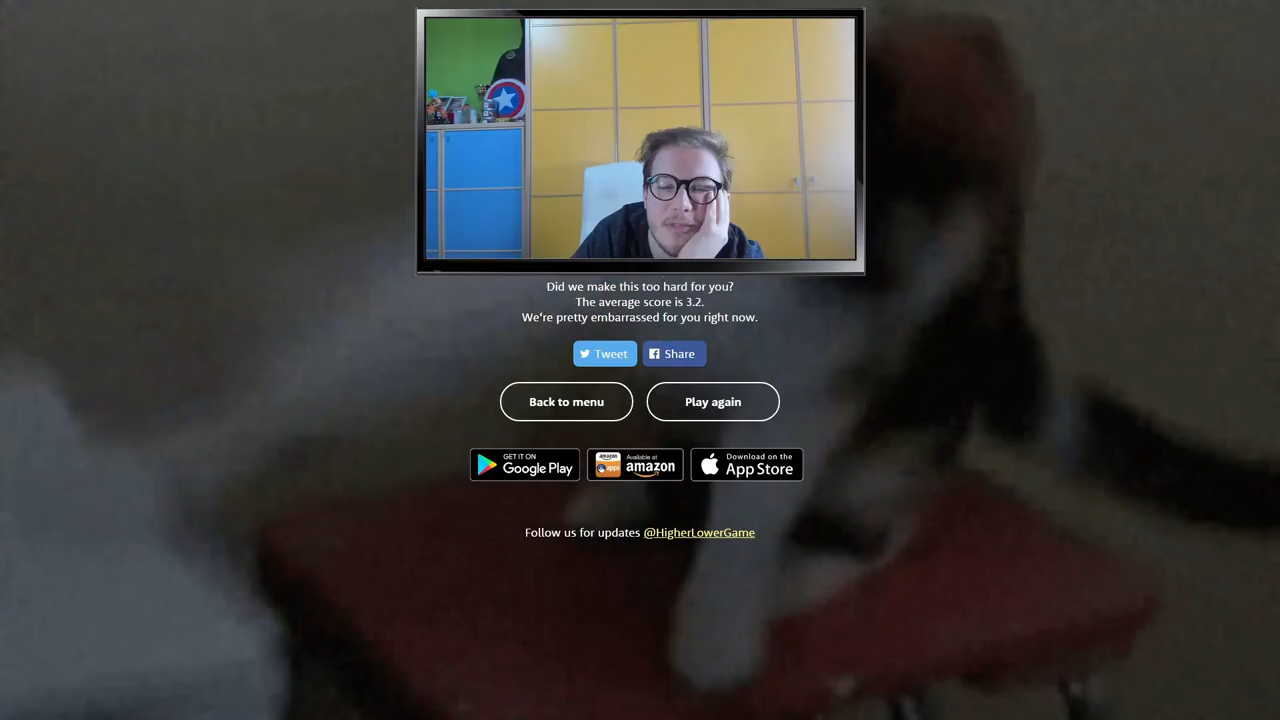 Did we make this too hard for you?
The average score is 3.2.
We're pretty embarrassed for you right now.
Tweet
Share
Back to menu
Play again
GET IT ON
Google Play
amazon
apps
Available at
amazon
Download on the
App Store
Follow us for updates @HigherLowerGame